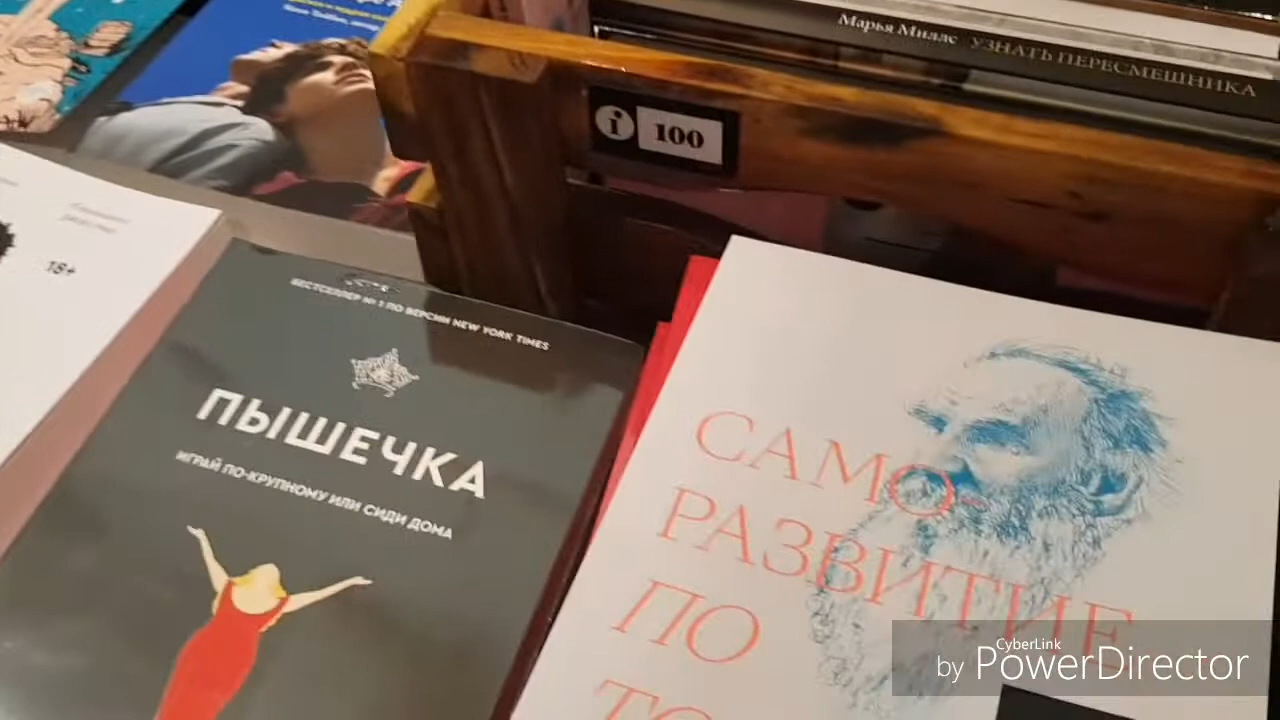 Марья Миллс УЗНАТЬ ПЕРЕСМЕШНИКА
i 100
18+
БЕСТСЕЛЛЕР № 1 ПО ВЕРСИИ NEW YORK TIMES
ПЫШЕЧКА
ИГРАЙ ПО-КРУПНОМУ ИЛИ СИДИ ДОМА
САМО-
РАЗВИТИЕ
ПО
CyberLink
by PowerDirector